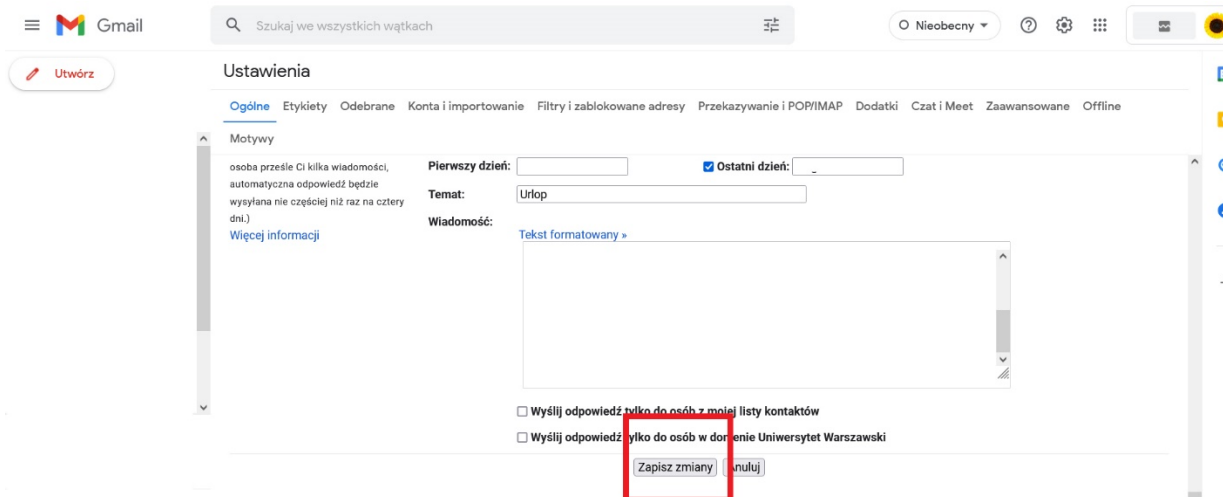 Gmail
Szukaj we wszystkich wątkach
Nieobecny
Utwórz
Ustawienia
Ogólne Etykiety Odebrane Konta i importowanie Filtry i zablokowane adresy Przekazywanie i POP/IMAP Dodatki Czat i Meet Zaawansowane Offline
Motywy
osoba prześle Ci kilka wiadomości,
automatyczna odpowiedź będzie
wysyłana nie częściej niż raz na cztery
dni.)
Więcej informacji
Pierwszy dzień:
Ostatni dzień:
Temat: Urlop
Wiadomość:
Tekst formatowany »
Wyślij odpowiedź tylko do osób z mojej listy kontaktów
Wyślij odpowiedź tylko do osób w domenie Uniwersytet Warszawski
Zapisz zmiany Anuluj